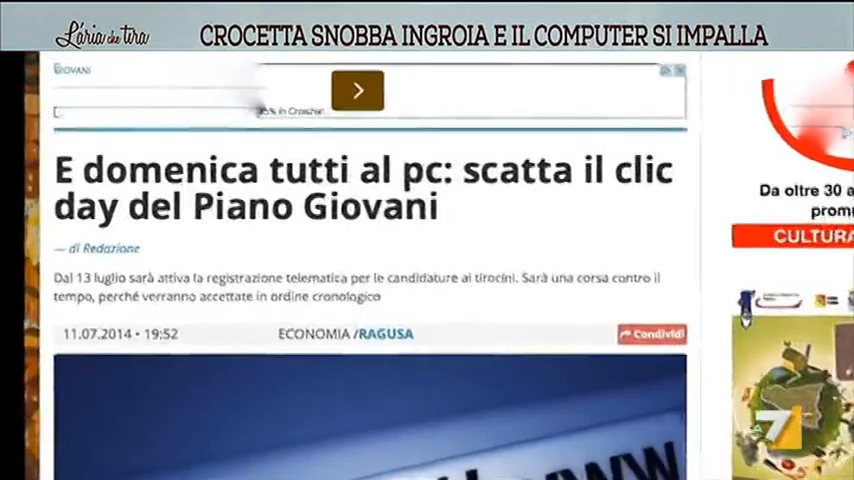 L'aria che tira
CROCETTA SNOBBA INGROIA E IL COMPUTER SI IMPALLA
GIOVANI
E domenica tutti al pc: scatta il clic
day del Piano Giovani
— di Redazione
Dal 13 luglio sarà attiva la registrazione telematica per le candidature ai tirocini. Sarà una corsa contro il
tempo, perché verranno accettate in ordine cronologico
11.07.2014 • 19:52
ECONOMIA /RAGUSA
Condividi
Da oltre 30 a
prom
CULTURA
www
7